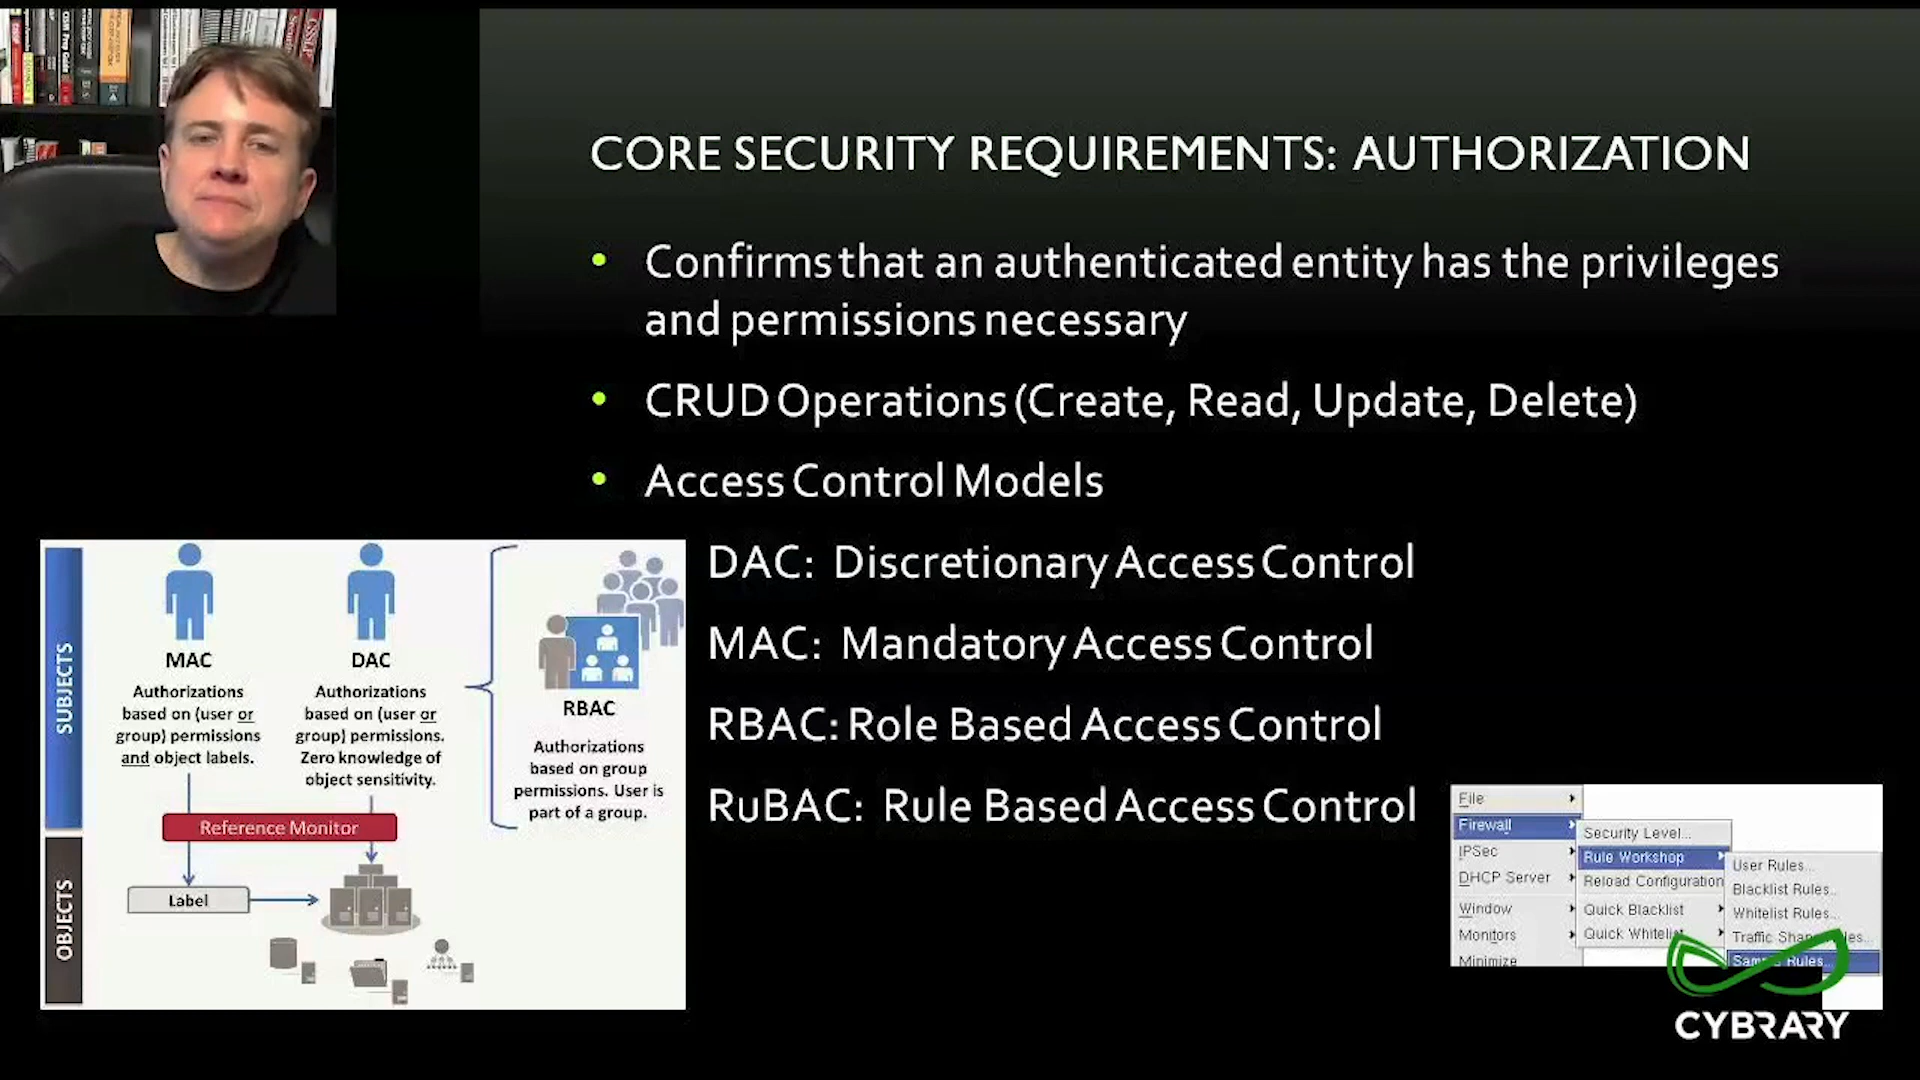 CORE SECURITY REQUIREMENTS: AUTHORIZATION
• Confirms that an authenticated entity has the privileges
and permissions necessary
• CRUD Operations (Create, Read, Update, Delete)
• Access Control Models
DAC: Discretionary Access Control
MAC: Mandatory Access Control
RBAC: Role Based Access Control
RuBAC: Rule Based Access Control
SUBJECTS
MAC
Authorizations
based on (user or
group) permissions
and object labels.
DAC
Authorizations
based on (user or
group) permissions.
Zero knowledge of
object sensitivity.
RBAC
Authorizations
based on group
permissions. User is
part of a group.
Reference Monitor
OBJECTS
Label
File
Firewall
IPSec
DHCP Server
Window
Monitors
Minimize
Security Level...
Rule Workshop
Reload Configuration
Quick Blacklist
Quick Whitelist
User Rules...
Blacklist Rules...
Whitelist Rules...
Traffic
Rules...
CYBRARY